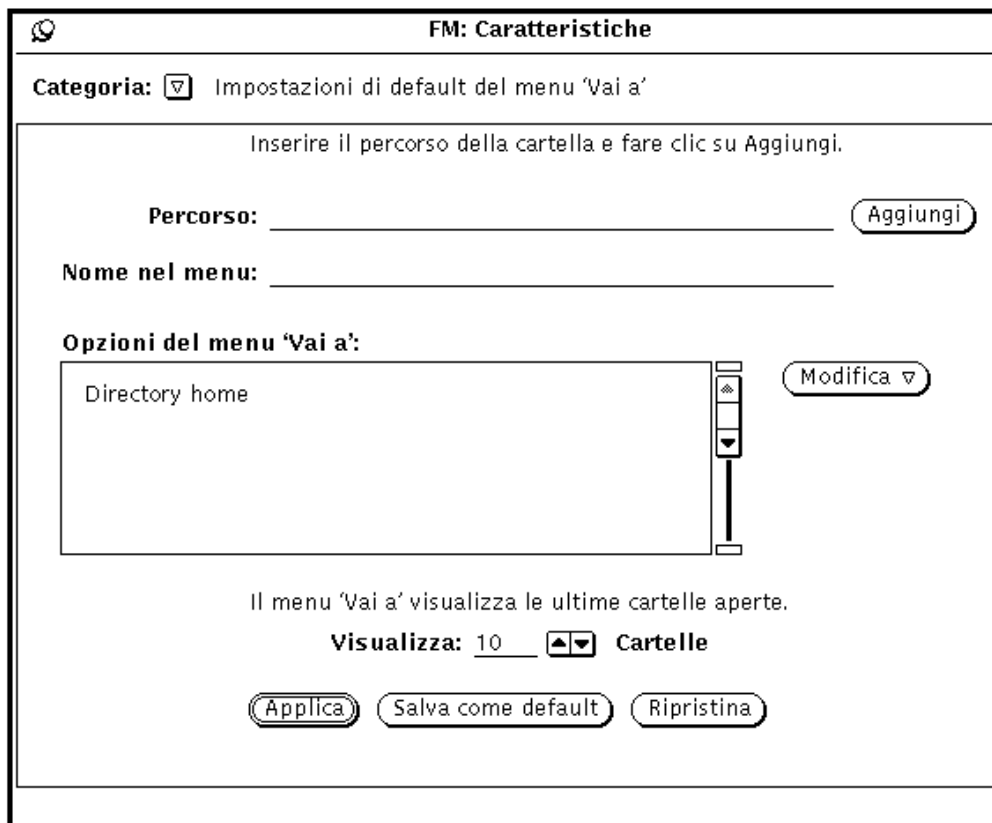 FM: Caratteristiche
Categoria: Impostazioni di default del menu ‘Vai a’
Inserire il percorso della cartella e fare clic su Aggiungi.
Percorso: Aggiungi
Nome nel menu:
Opzioni del menu ‘Vai a’:
Directory home
Modifica
Il menu ‘Vai a’ visualizza le ultime cartelle aperte.
Visualizza: 10 Cartelle
Applica Salva come default Ripristina